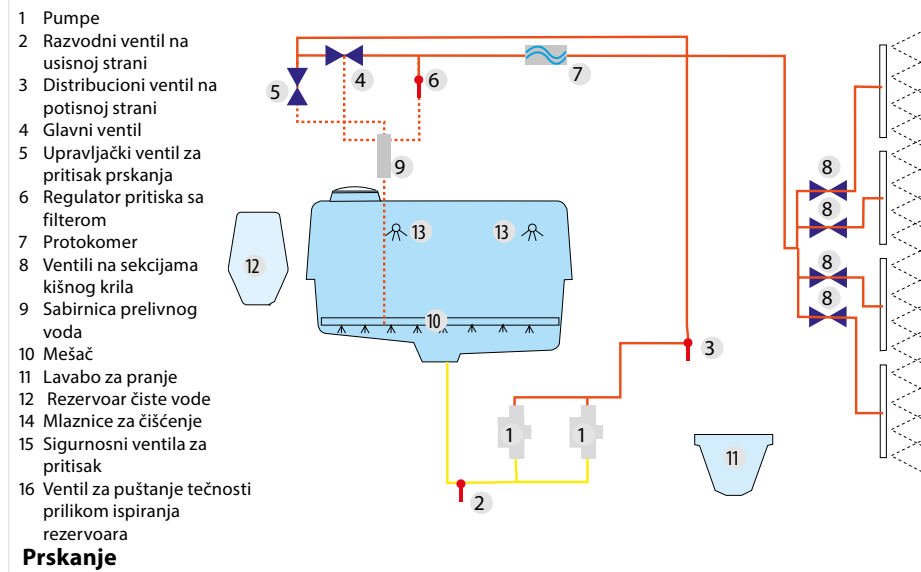 1 Pumpe
2 Razvodni ventil na
usisnoj strani
3 Distribucioni ventil na
potisnoj strani
4 Glavni ventil
5 Upravljački ventil za
pritisak prskanja
6 Regulator pritiska sa
filterom
7 Protokomer
8 Ventili na sekcijama
kišnog krila
9 Sabirnica prelivnog
voda
10 Mešač
11 Lavabo za pranje
12 Rezervoar čiste vode
14 Mlaznice za čišćenje
15 Sigurnosni ventila za
pritisak
16 Ventil za puštanje tečnosti
prilikom ispiranja
rezervoara
Prskanje
4
6
7
5
9
8
8
13
13
12
8
8
10
3
1
1
11
2